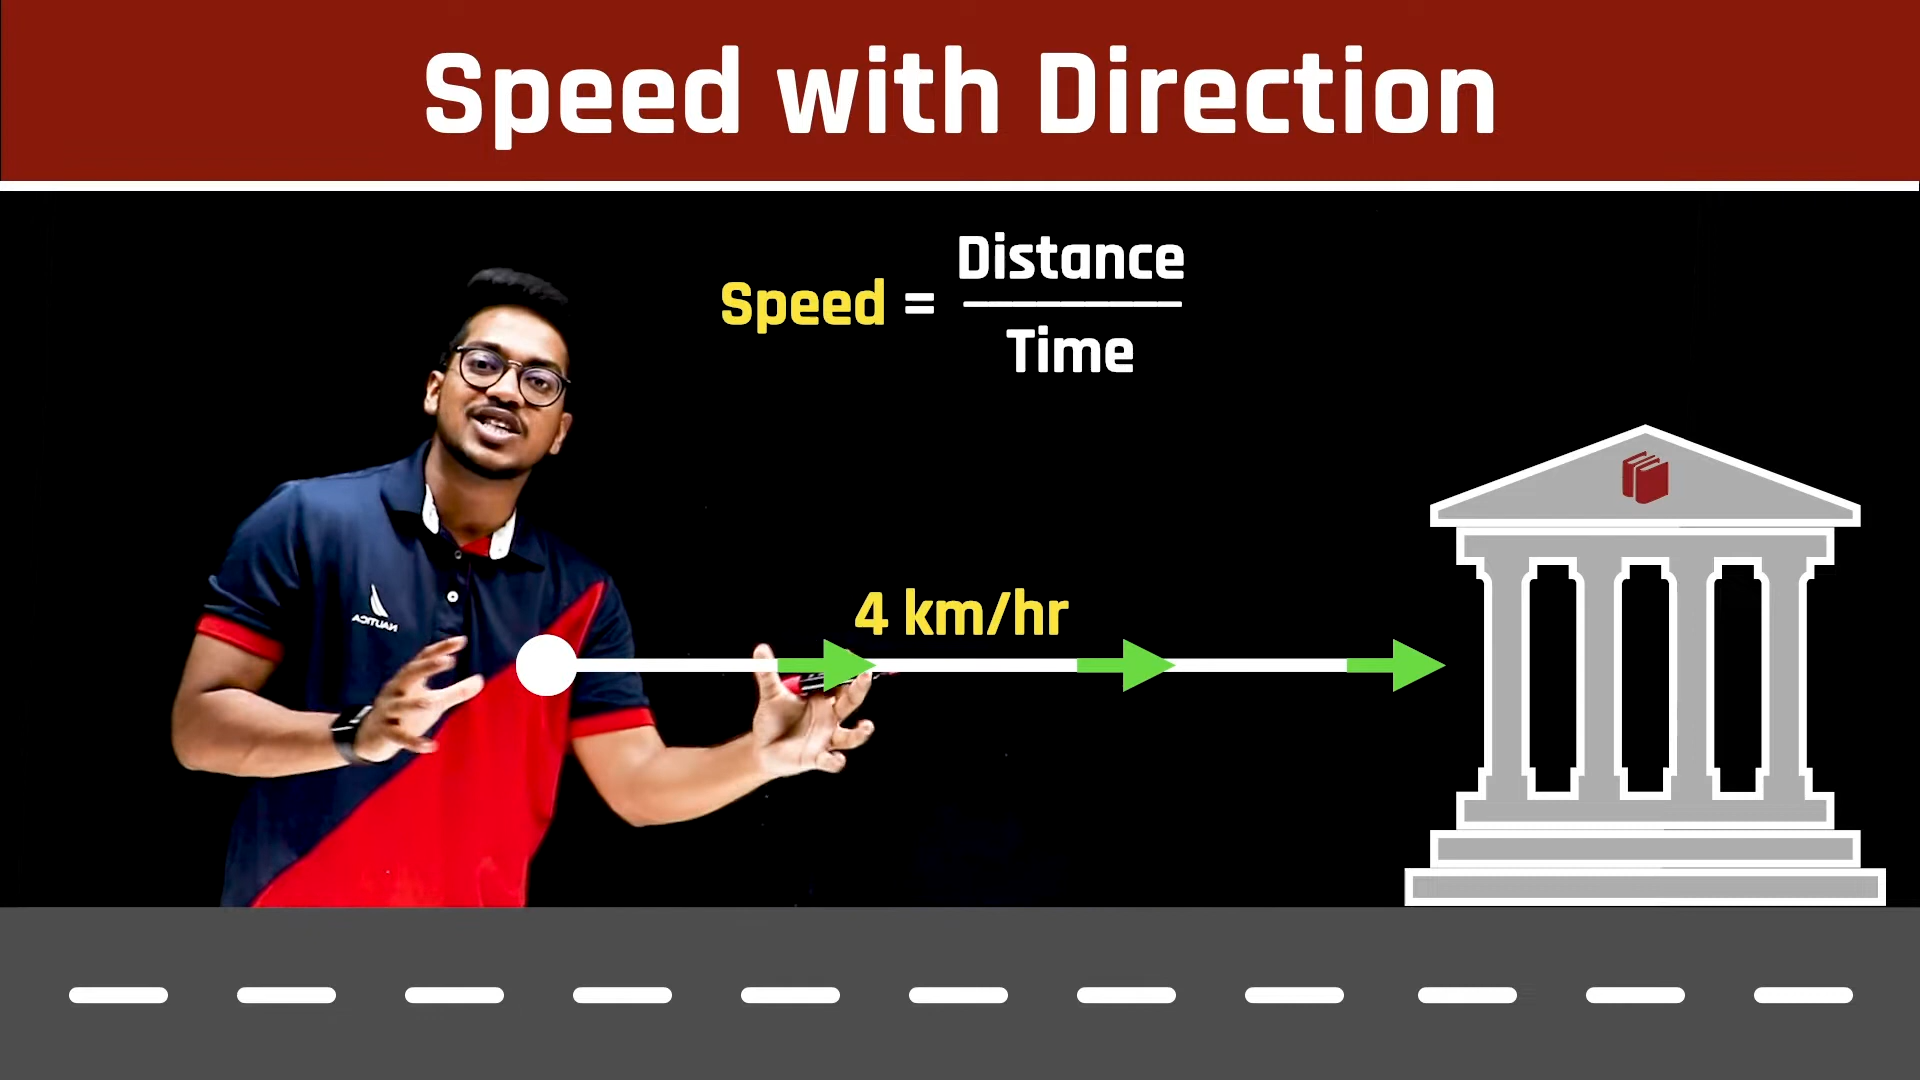 Speed with Direction
Speed = Distance
Time
NAUTICA
4 km/hr